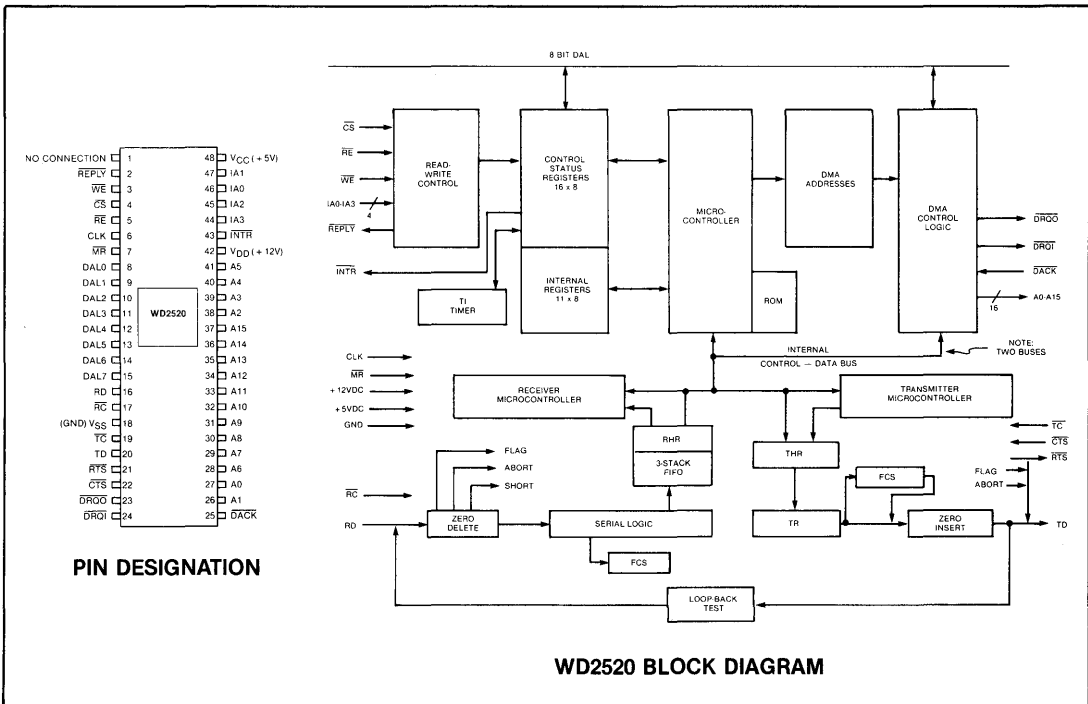 NO CONNECTION 1
REPLY 2
WE 3
CS 4
RE 5
CLK 6
MR 7
DAL0 8
DAL1 9
DAL2 10
DAL3 11
DAL4 12
DAL5 13
DAL6 14
DAL7 15
RD 16
RC 17
(GND) VSS 18
TC 19
TD 20
RTS 21
CTS 22
DRQO 23
DRQI 24
WD2520
48 VCC (+5V)
47 IA1
46 IA0
45 IA2
44 IA3
43 INTR
42 VDD (+12V)
41 A5
40 A4
39 A3
38 A2
37 A15
36 A14
35 A13
34 A12
33 A11
32 A10
31 A9
30 A8
29 A7
28 A6
27 A0
26 A1
25 DACK
PIN DESIGNATION
8 BIT DAL
CS
RE
WE
IA0-IA3
4
REPLY
INTR
READ-
WRITE
CONTROL
CONTROL
STATUS
REGISTERS
16 x 8
INTERNAL
REGISTERS
11 x 8
TI
TIMER
MICRO-
CONTROLLER
ROM
DMA
ADDRESSES
DMA
CONTROL
LOGIC
DRQO
DRQI
DACK
A0-A15
16
INTERNAL
CONTROL — DATA BUS
NOTE:
TWO BUSES
CLK
MR
+ 12VDC
+ 5VDC
GND
RECEIVER
MICROCONTROLLER
TRANSMITTER
MICROCONTROLLER
RHR
3-STACK
FIFO
THR
TC
CTS
RTS
FLAG
ABORT
SHORT
FLAG
ABORT
RC
RD
ZERO
DELETE
SERIAL LOGIC
FCS
TR
FCS
ZERO
INSERT
TD
LOOP-BACK
TEST
WD2520 BLOCK DIAGRAM